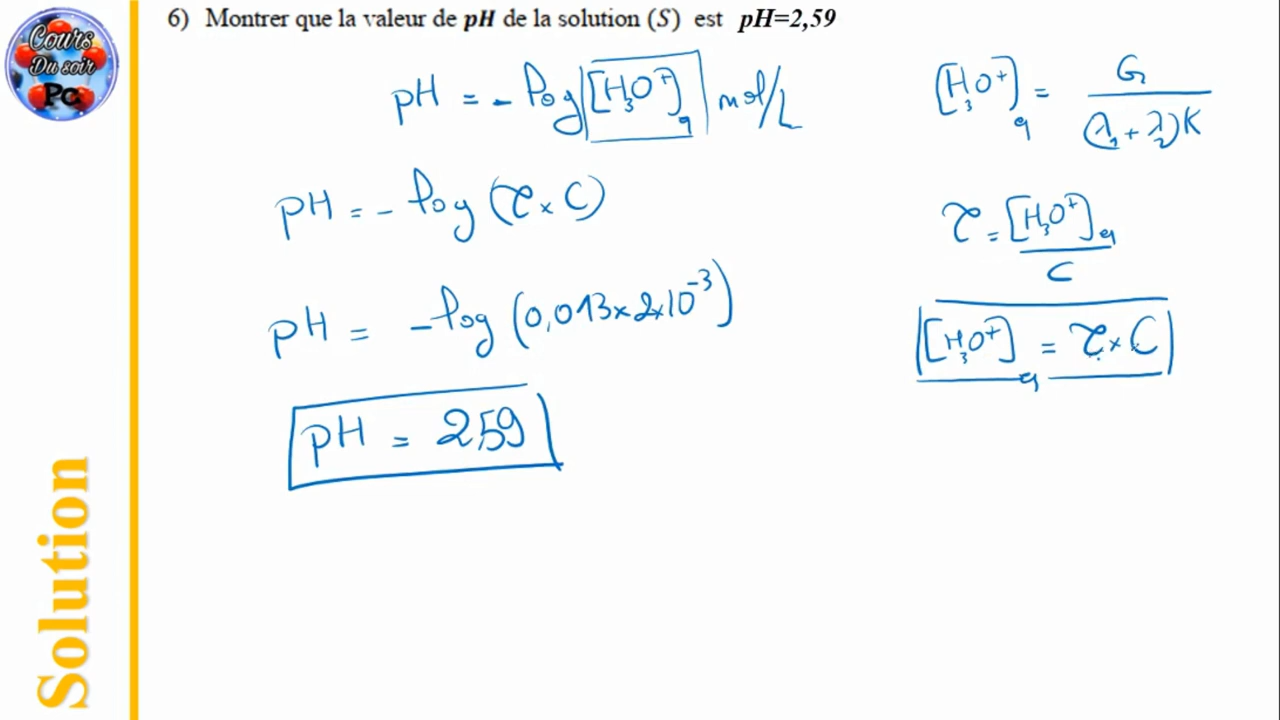 Cours
Du soir
PC
6) Montrer que la valeur de pH de la solution (S) est pH=2,59
pH = - log [H₃O⁺]éq mol/L
pH = - log (τ × C)
pH = - log (0,013 × 2 × 10⁻³)
pH = 2,59
[H₃O⁺]éq = G / (λ₁ + λ₂)K
τ = [H₃O⁺]éq / C
[H₃O⁺]éq = τ × C
Solution